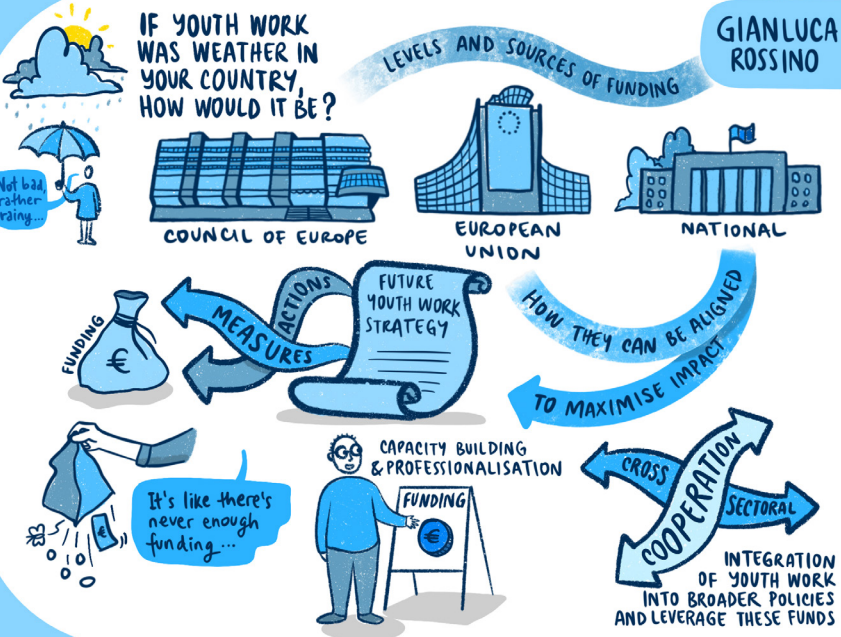 IF YOUTH WORK
WAS WEATHER IN
YOUR COUNTRY,
HOW WOULD IT BE?
Not bad,
rather
rainy...
LEVELS AND SOURCES OF FUNDING
GIANLUCA
ROSSINO
COUNCIL OF EUROPE
EUROPEAN
UNION
NATIONAL
HOW THEY CAN BE ALIGNED
TO MAXIMISE IMPACT
FUTURE
YOUTH WORK
STRATEGY
ACTIONS
MEASURES
FUNDING
€
€
It's like there's
never enough
funding...
CAPACITY BUILDING
& PROFESSIONALISATION
FUNDING
€
CROSS
SECTORAL
COOPERATION
INTEGRATION
OF YOUTH WORK
INTO BROADER POLICIES
AND LEVERAGE THESE FUNDS